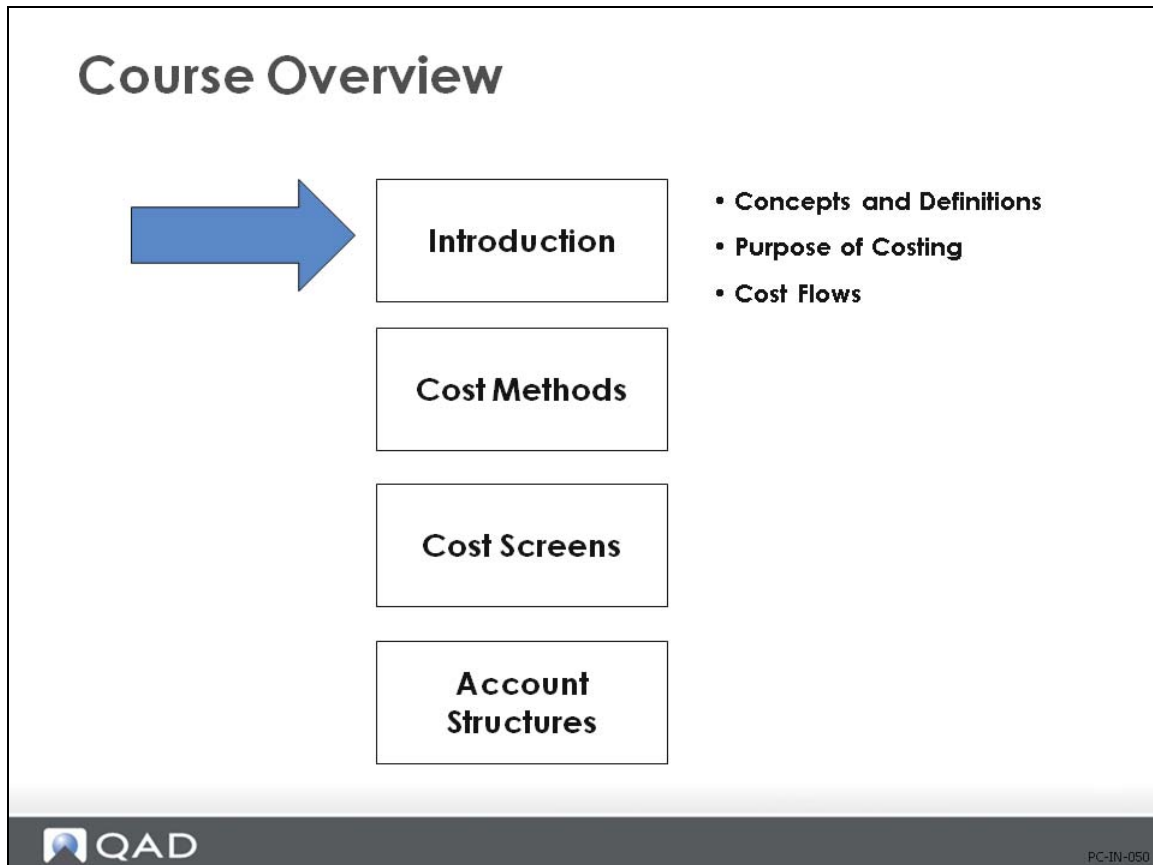 Course Overview
Introduction
• Concepts and Definitions
• Purpose of Costing
• Cost Flows
Cost Methods
Cost Screens
Account
Structures
QAD
PC-IN-050